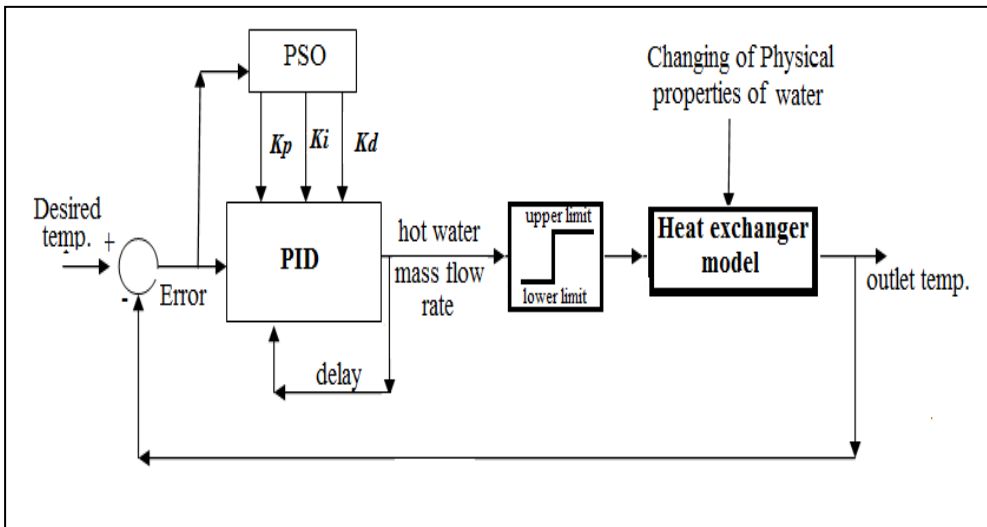 PSO
Changing of Physical
properties of water
Kp
Ki
Kd
Desired
temp.
+
-
Error
PID
hot water
mass flow
rate
upper limit
lower limit
Heat exchanger
model
outlet temp.
delay